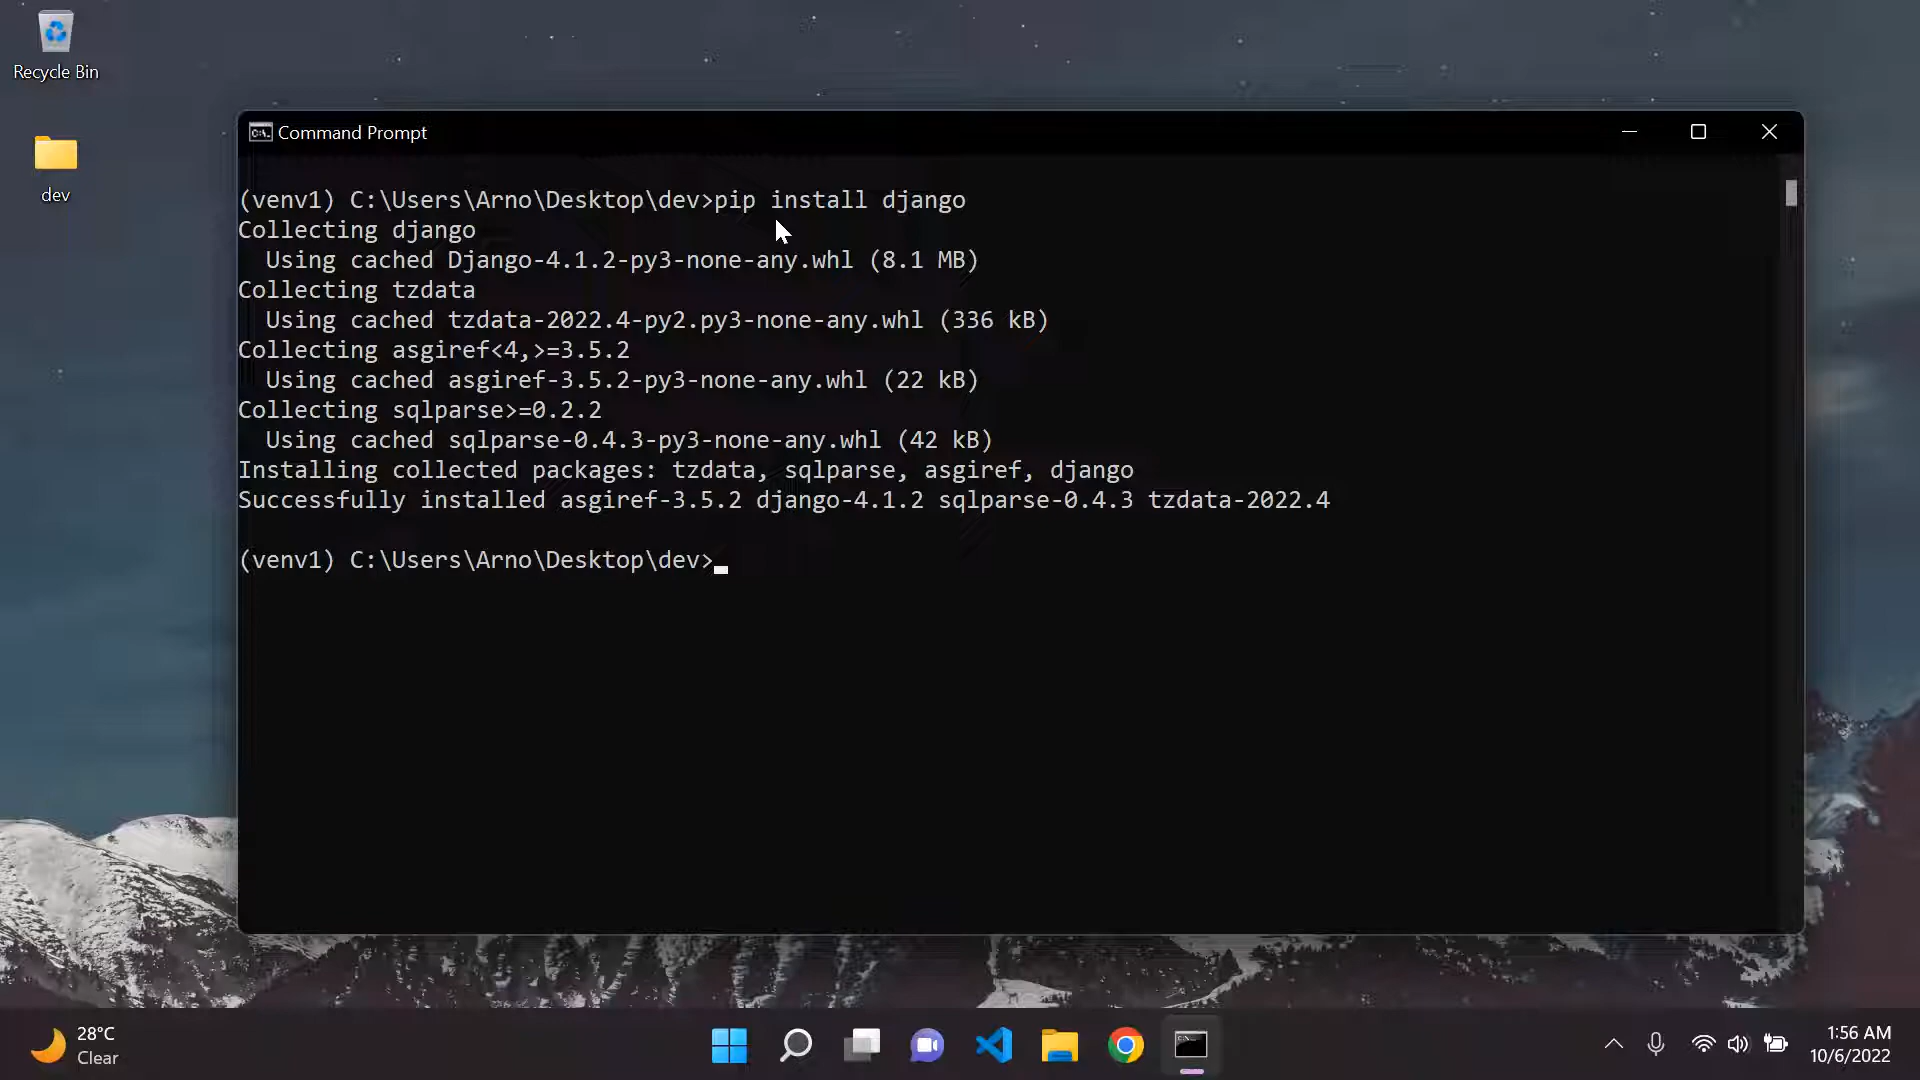 Recycle Bin
dev
Command Prompt
(venv1) C:\Users\Arno\Desktop\dev>pip install django
Collecting django
  Using cached Django-4.1.2-py3-none-any.whl (8.1 MB)
Collecting tzdata
  Using cached tzdata-2022.4-py2.py3-none-any.whl (336 kB)
Collecting asgiref<4,>=3.5.2
  Using cached asgiref-3.5.2-py3-none-any.whl (22 kB)
Collecting sqlparse>=0.2.2
  Using cached sqlparse-0.4.3-py3-none-any.whl (42 kB)
Installing collected packages: tzdata, sqlparse, asgiref, django
Successfully installed asgiref-3.5.2 django-4.1.2 sqlparse-0.4.3 tzdata-2022.4
(venv1) C:\Users\Arno\Desktop\dev>
28°C
Clear
1:56 AM
10/6/2022